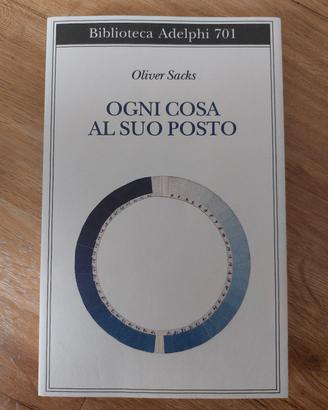 Biblioteca Adelphi 701
Oliver Sacks
OGNI COSA
AL SUO POSTO